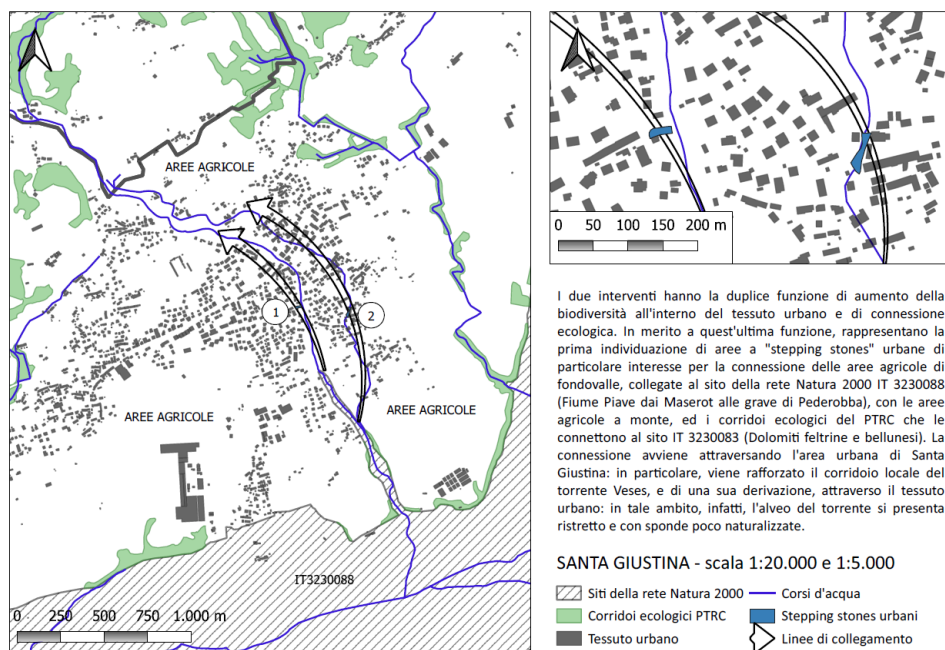 AREE AGRICOLE
1
2
AREE AGRICOLE
AREE AGRICOLE
IT3230088
0 250 500 750 1.000 m
0 50 100 150 200 m
I due interventi hanno la duplice funzione di aumento della
biodiversità all'interno del tessuto urbano e di connessione
ecologica. In merito a quest'ultima funzione, rappresentano la
prima individuazione di aree a "stepping stones" urbane di
particolare interesse per la connessione delle aree agricole di
fondovalle, collegate al sito della rete Natura 2000 IT 3230088
(Fiume Piave dai Maserot alle grave di Pederobba), con le aree
agricole a monte, ed i corridoi ecologici del PTRC che le
connettono al sito IT 3230083 (Dolomiti feltrine e bellunesi). La
connessione avviene attraversando l'area urbana di Santa
Giustina: in particolare, viene rafforzato il corridoio locale del
torrente Veses, e di una sua derivazione, attraverso il tessuto
urbano: in tale ambito, infatti, l'alveo del torrente si presenta
ristretto e con sponde poco naturalizzate.
SANTA GIUSTINA - scala 1:20.000 e 1:5.000
Siti della rete Natura 2000
Corridoi ecologici PTRC
Tessuto urbano
Corsi d'acqua
Stepping stones urbani
Linee di collegamento